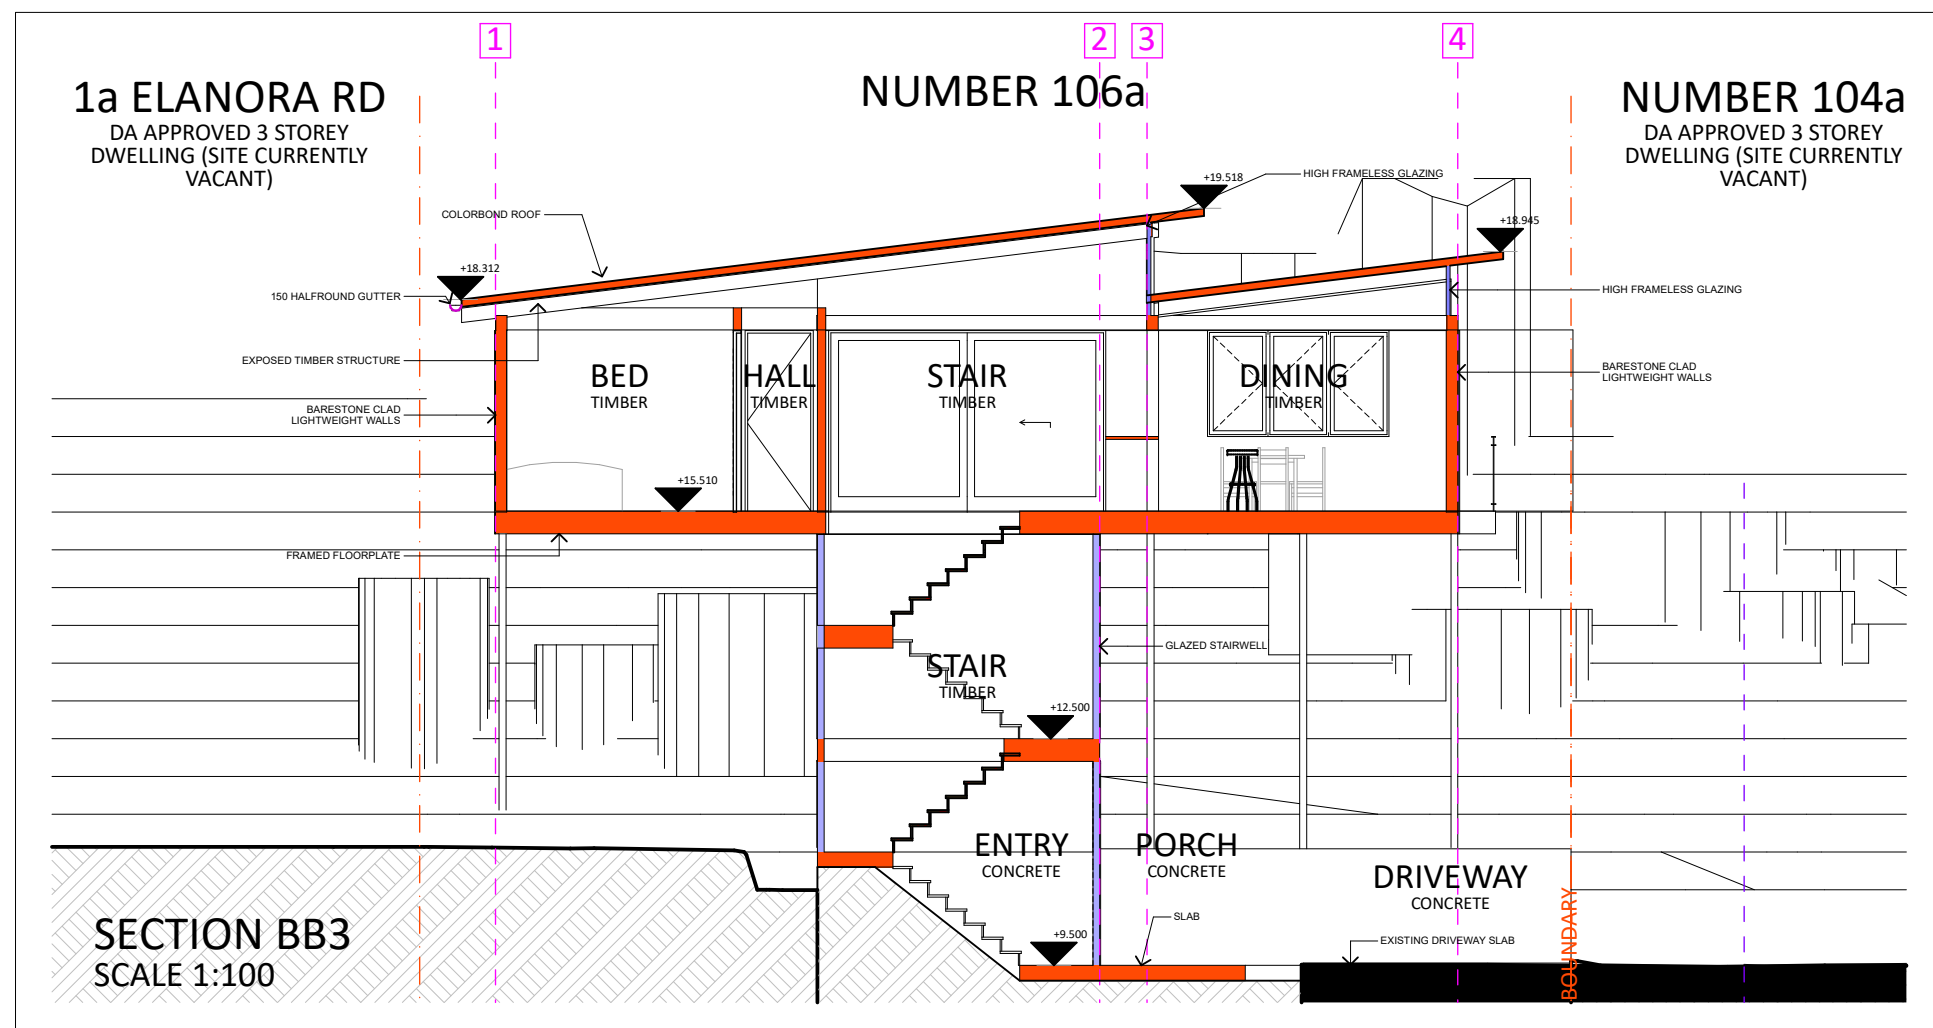 1
2
3
4
1a ELANORA RD
DA APPROVED 3 STOREY
DWELLING (SITE CURRENTLY
VACANT)
NUMBER 106a
NUMBER 104a
DA APPROVED 3 STOREY
DWELLING (SITE CURRENTLY
VACANT)
+19.518
HIGH FRAMELESS GLAZING
COLORBOND ROOF
+18.945
+18.312
150 HALFROUND GUTTER
HIGH FRAMELESS GLAZING
EXPOSED TIMBER STRUCTURE
BED
TIMBER
HALL
TIMBER
STAIR
TIMBER
DINING
TIMBER
BARESTONE CLAD
LIGHTWEIGHT WALLS
BARESTONE CLAD
LIGHTWEIGHT WALLS
+15.510
FRAMED FLOORPLATE
GLAZED STAIRWELL
STAIR
TIMBER
+12.500
ENTRY
CONCRETE
PORCH
CONCRETE
DRIVEWAY
CONCRETE
SLAB
+9.500
EXISTING DRIVEWAY SLAB
BOUNDARY
SECTION BB3
SCALE 1:100